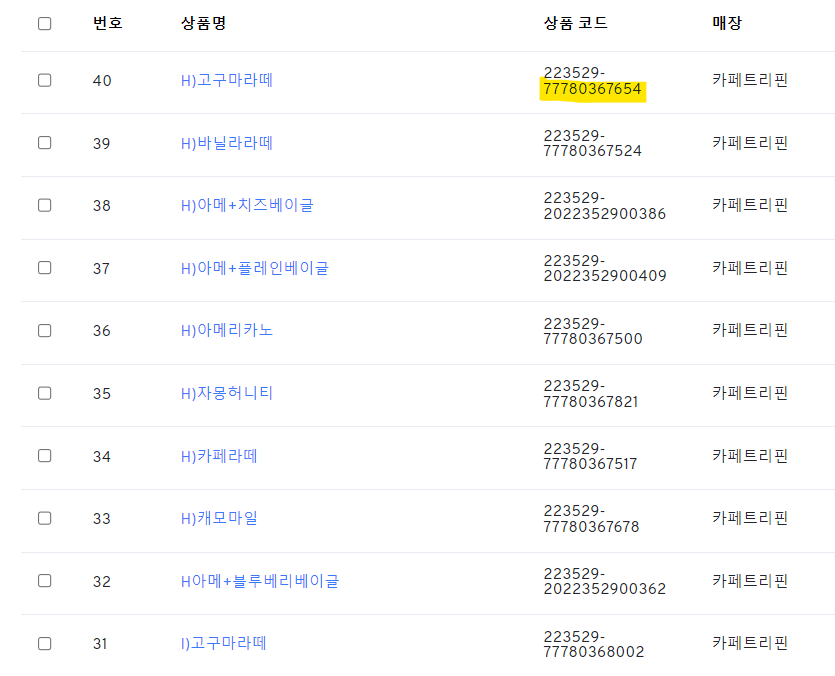 번호 상품명 상품 코드 매장
40 H)고구마라떼 223529-
77780367654 카페트리핀
39 H)바닐라라떼 223529-
77780367524 카페트리핀
38 H)아메+치즈베이글 223529-
2022352900386 카페트리핀
37 H)아메+플레인베이글 223529-
2022352900409 카페트리핀
36 H)아메리카노 223529-
77780367500 카페트리핀
35 H)자몽허니티 223529-
77780367821 카페트리핀
34 H)카페라떼 223529-
77780367517 카페트리핀
33 H)캐모마일 223529-
77780367678 카페트리핀
32 H아메+블루베리베이글 223529-
2022352900362 카페트리핀
31 I)고구마라떼 223529-
77780368002 카페트리핀